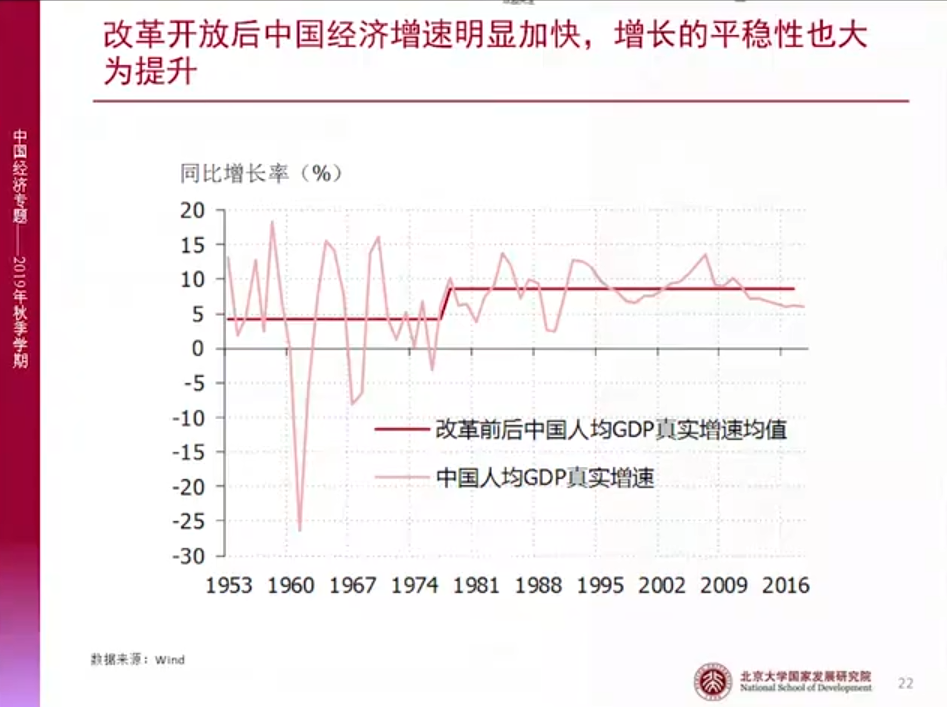 改革开放后中国经济增速明显加快，增长的平稳性也大
为提升
中国经济专题——2019年秋季学期
同比增长率（%）
20
15
10
5
0
-5
-10
-15
-20
-25
-30
改革前后中国人均GDP真实增速均值
中国人均GDP真实增速
1953 1960 1967 1974 1981 1988 1995 2002 2009 2016
数据来源：Wind
北京大学国家发展研究院
National School of Development
22